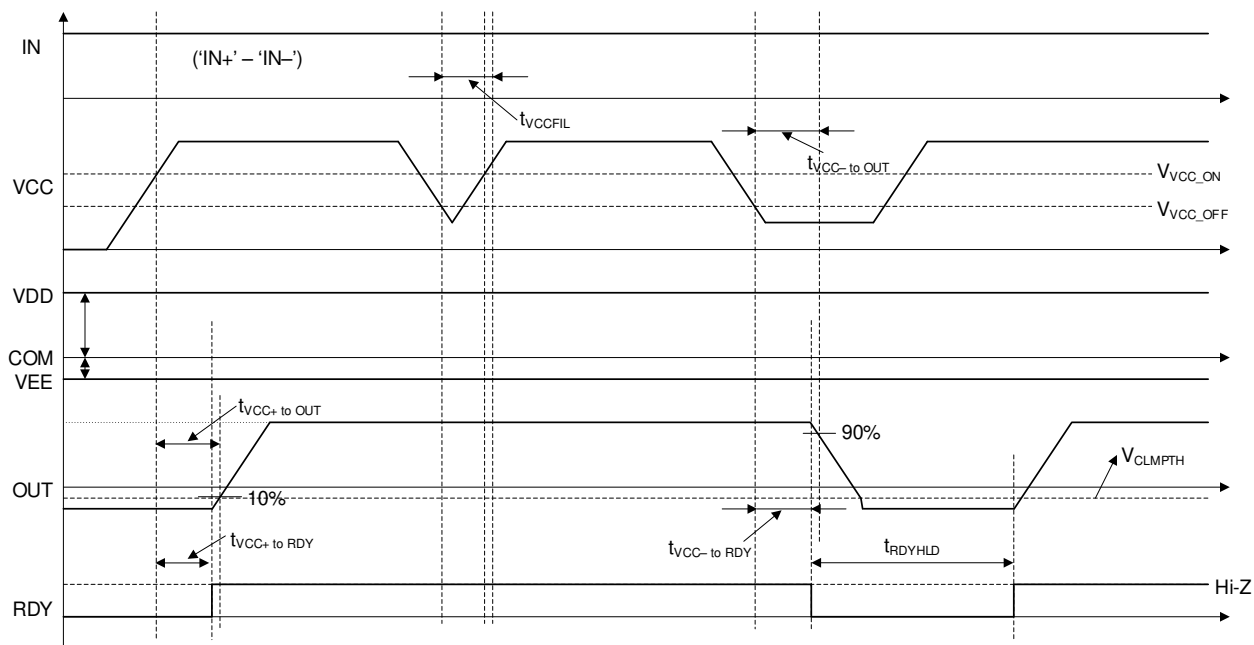 IN
('IN+' – 'IN–')
tVCCFIL
tVCC– to OUT
VCC
VVCC_ON
VVCC_OFF
VDD
COM
VEE
tVCC+ to OUT
90%
VCLMPTH
OUT
10%
tVCC+ to RDY
tVCC– to RDY
tRDYHLD
Hi-Z
RDY